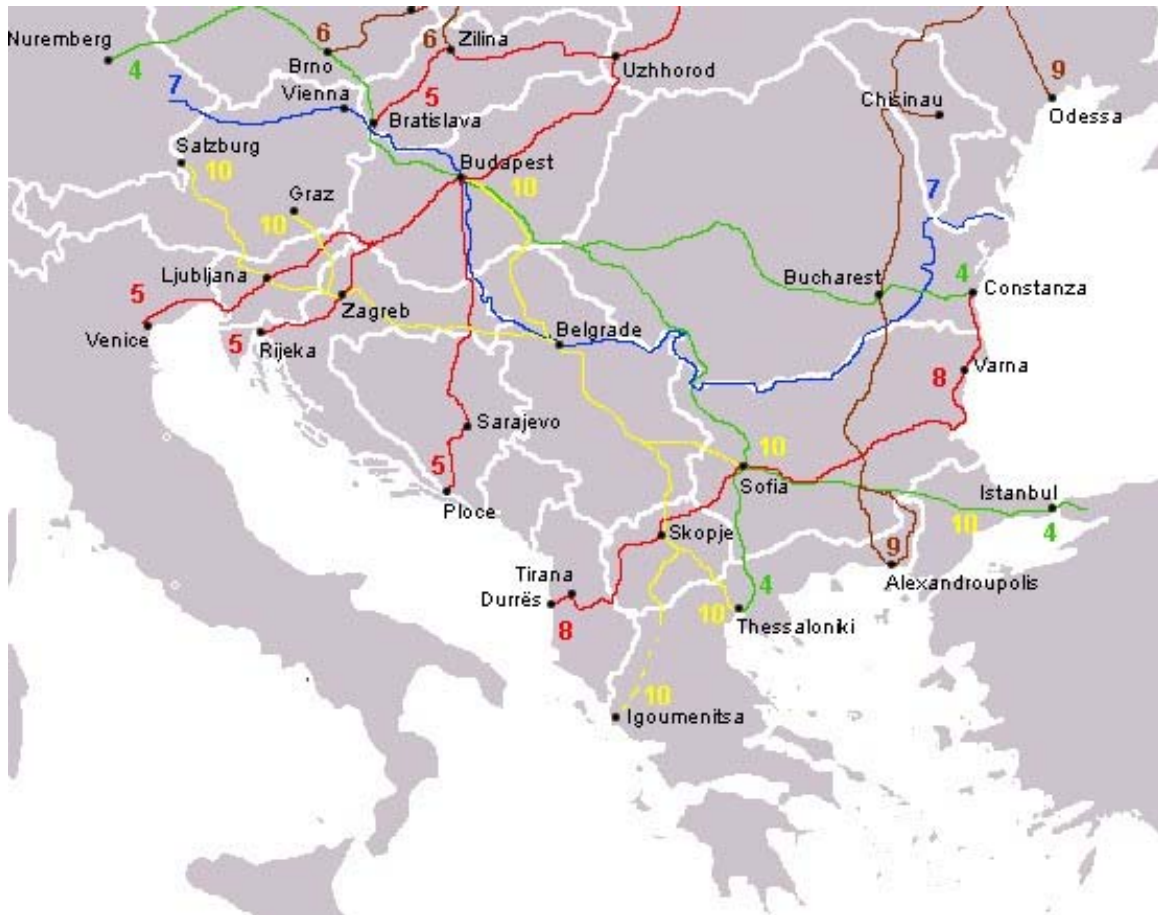 6
6
Zilina
Nuremberg
4
Brno
Uzhhorod
9
7
Vienna
5
Bratislava
Chişinau
Odessa
Salzburg
10
Budapest
10
7
Graz
10
Ljubljana
Bucharest
4
Constanza
5
Zagreb
Venice
5
Rijeka
Belgrade
8
Varna
Sarajevo
5
10
Sofia
Ploce
Istanbul
10
4
Skopje
9
Tirana
Durrës
8
4
10
Alexandroupolis
Thessaloniki
10
Igoumenitsa